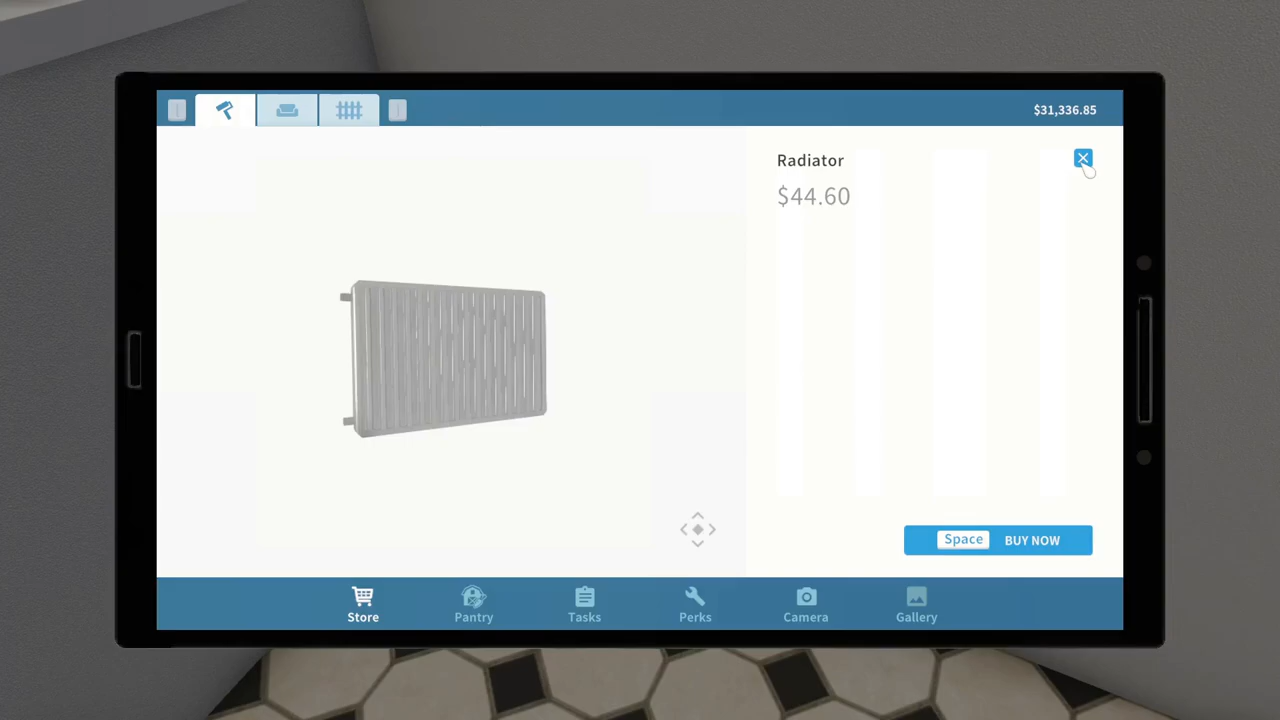 $31,336.85
Radiator
$44.60
Space BUY NOW
Store Pantry Tasks Perks Camera Gallery